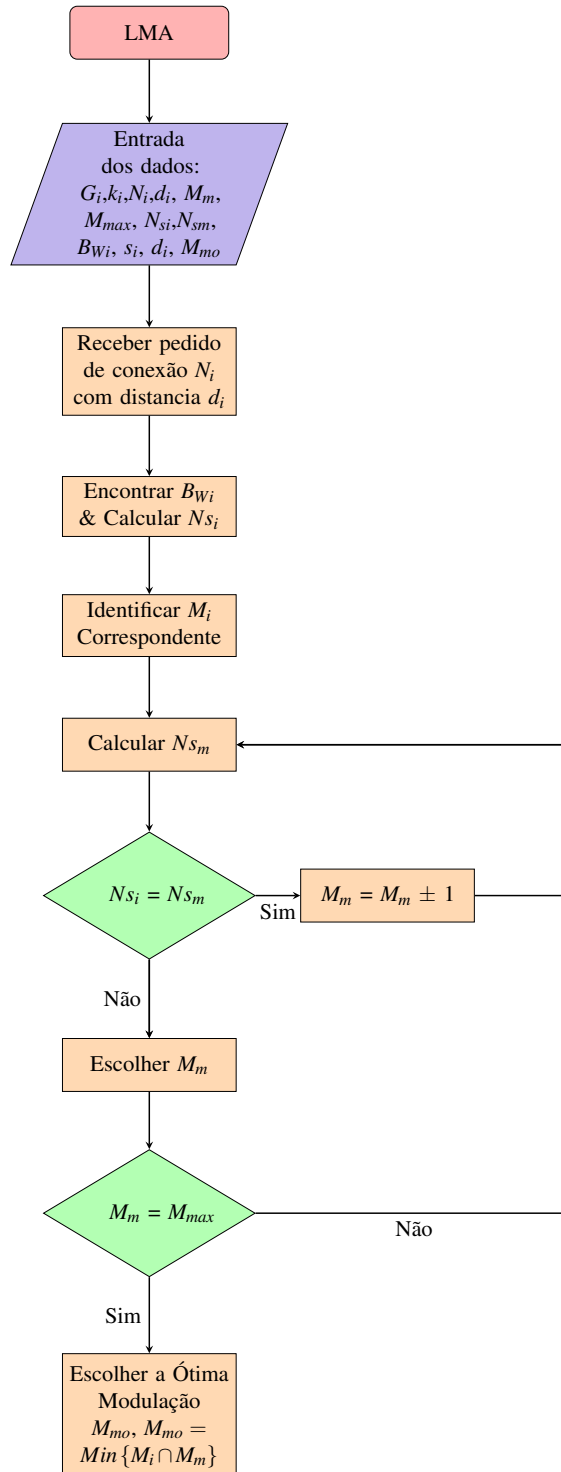 LMA
Entrada
dos dados:
G_i,k_i,N_i,d_i, M_m,
M_max, N_si,N_sm,
B_Wi, s_i, d_i, M_mo
Receber pedido
de conexão N_i
com distancia d_i
Encontrar B_Wi
& Calcular Ns_i
Identificar M_i
Correspondente
Calcular Ns_m
Ns_i = Ns_m
Sim
M_m = M_m ± 1
Não
Escolher M_m
M_m = M_max
Não
Sim
Escolher a Ótima
Modulação
M_mo, M_mo =
Min{M_i ∩ M_m}